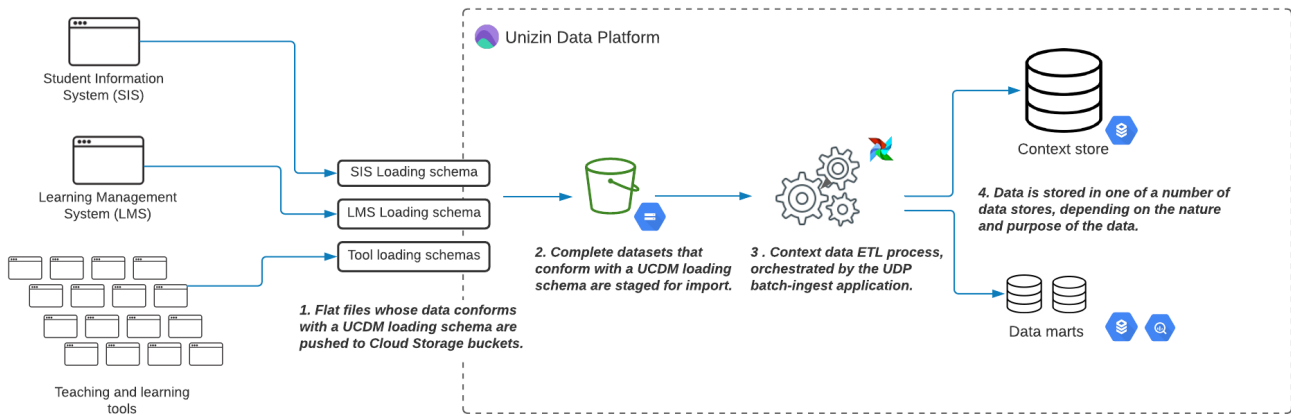 Unizin Data Platform
Student Information
System (SIS)
Learning Management
System (LMS)
Teaching and learning
tools
SIS Loading schema
LMS Loading schema
Tool loading schemas
1. Flat files whose data conforms
with a UCDM loading schema are
pushed to Cloud Storage buckets.
2. Complete datasets that
conform with a UCDM loading
schema are staged for import.
3 . Context data ETL process,
orchestrated by the UDP
batch-ingest application.
Context store
4. Data is stored in one of a number of
data stores, depending on the nature
and purpose of the data.
Data marts